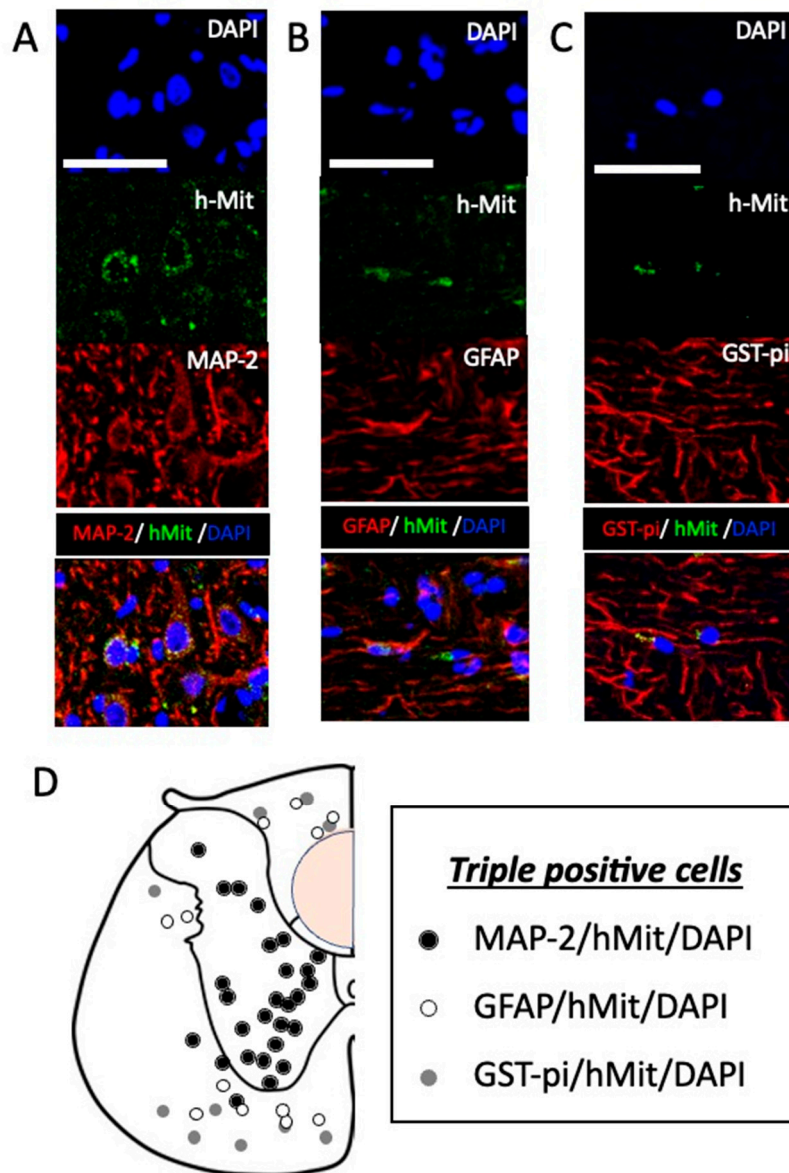 A
DAPI
h-Mit
MAP-2
MAP-2/ hMit /DAPI
B
DAPI
h-Mit
GFAP
GFAP/ hMit /DAPI
C
DAPI
h-Mit
GST-pi
GST-pi/ hMit /DAPI
D
Triple positive cells
MAP-2/hMit/DAPI
GFAP/hMit/DAPI
GST-pi/hMit/DAPI